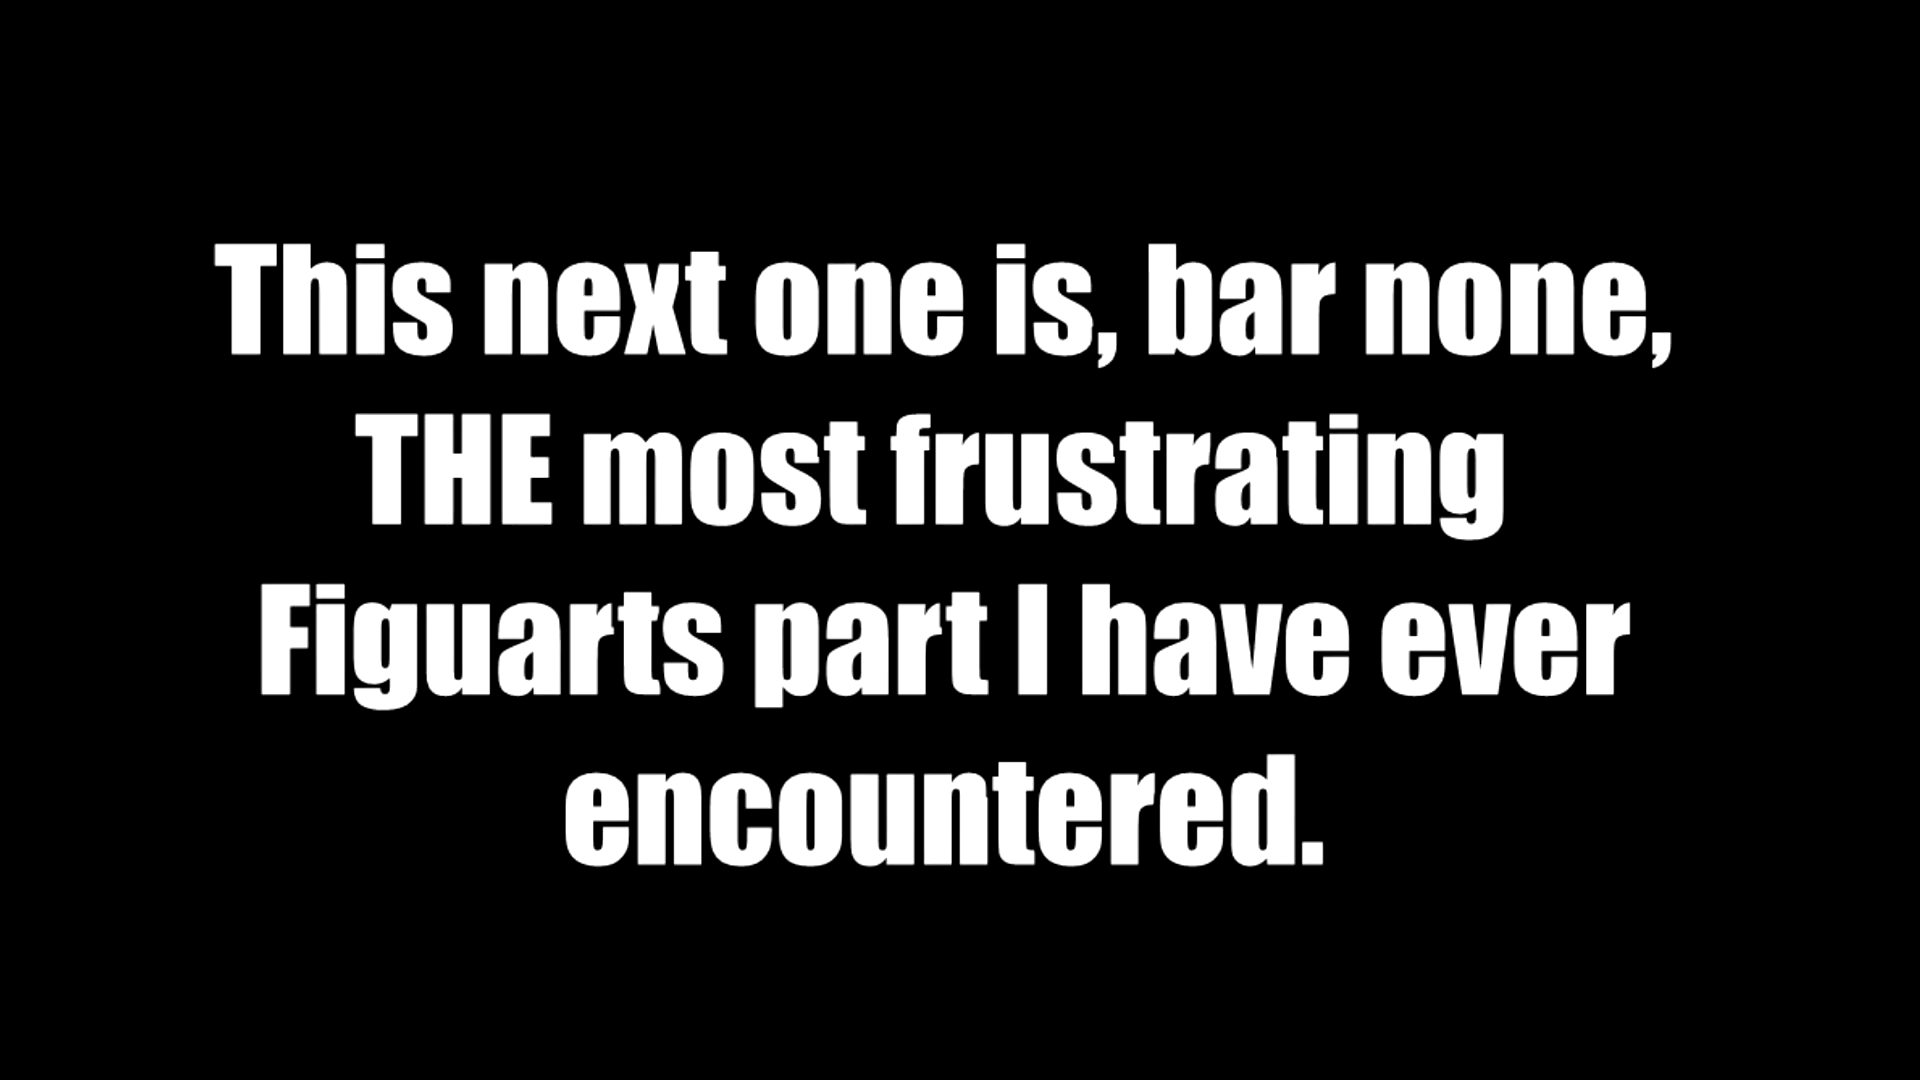 This next one is, bar none,
THE most frustrating
Figuarts part I have ever
encountered.